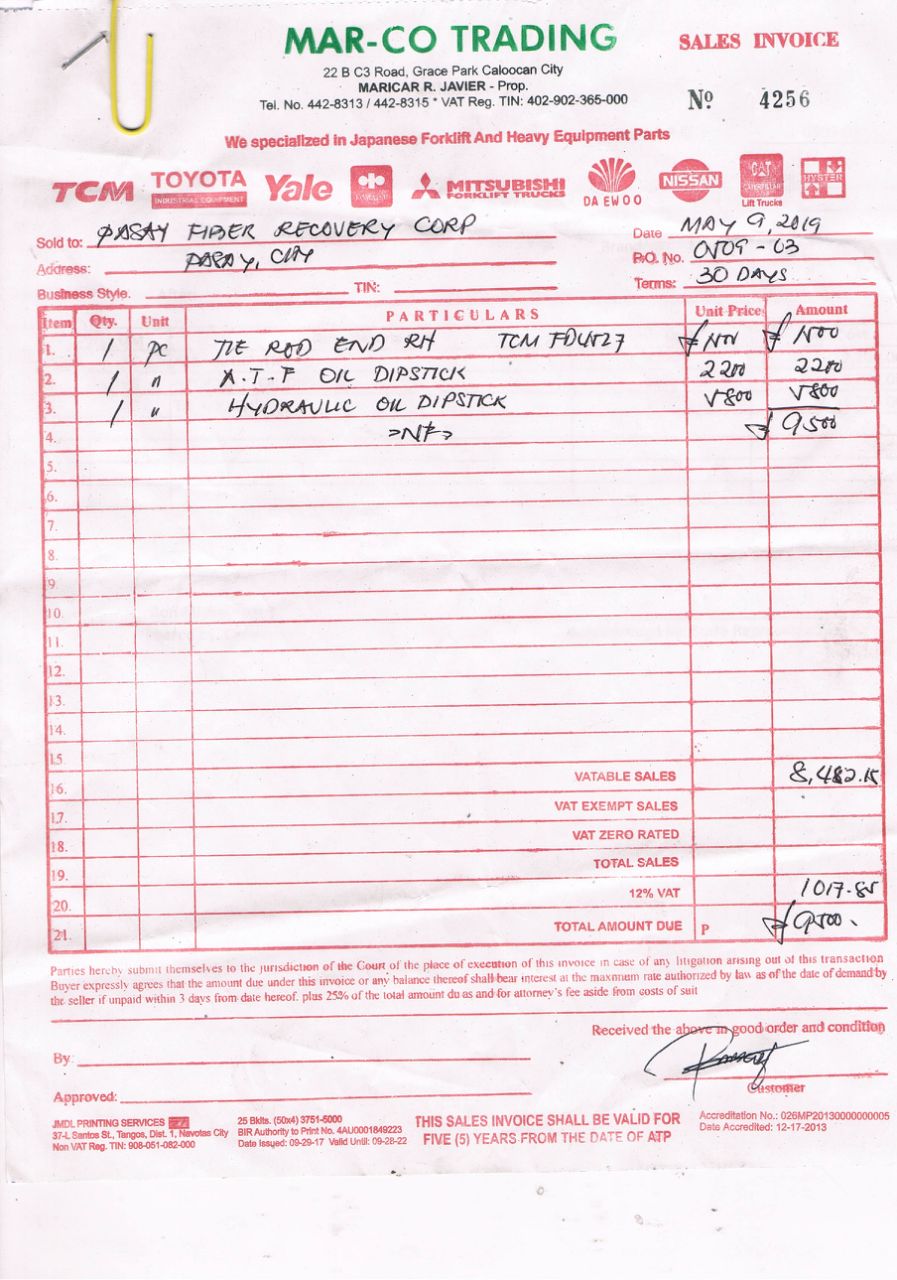 MAR-CO TRADING
SALES INVOICE
22 B C3 Road, Grace Park Caloocan City
MARICAR R. JAVIER - Prop.
Tel. No. 442-8313 / 442-8315 * VAT Reg. TIN: 402-902-365-000
Nº 4256
We specialized in Japanese Forklift And Heavy Equipment Parts
TCM TOYOTA INDUSTRIAL EQUIPMENT Yale KOMATSU MITSUBISHI FORKLIFT TRUCKS DAEWOO NISSAN CAT CATERPILLAR Lift Trucks HYSTER
Sold to: PASAY FIBER RECOVERY CORP
Date MAY 9, 2019
Address: PASAY, CITY
P.O. No. 0509 - 03
Business Style. TIN:
Terms: 30 DAYS
Item Qty. Unit PARTICULARS Unit Price Amount
1. 1 pc TIE ROD END RH TCM
2. 1 " A.T.F OIL DIPSTICK 2200 2200
3. 1 " HYDRAULIC OIL DIPSTICK
4. 9500
5.
6.
7.
8.
9.
10.
11.
12.
13.
14.
15.
VATABLE SALES 8,482.15
16.
VAT EXEMPT SALES
17.
VAT ZERO RATED
18.
TOTAL SALES
19.
12% VAT 1017.85
20.
TOTAL AMOUNT DUE P 9500.
21.
Parties hereby submit themselves to the jurisdiction of the Court of the place of execution of this invoice in case of any litigation arising out of this transaction
Buyer expressly agrees that the amount due under this invoice or any balance thereof shall bear interest at the maximum rate authorized by law as of the date of demand by
the seller if unpaid within 3 days from date hereof. plus 25% of the total amount du as and for attorney's fee aside from costs of suit
Received the above in good order and condition
By:
Customer
Approved:
JMDL PRINTING SERVICES
37-L Santos St., Tangos, Dist. 1, Navotas City
Non VAT Reg. TIN: 908-051-082-000
25 Bklts. (50x4) 3751-5000
BIR Authority to Print No. 4AU0001849223
Date Issued: 09-29-17 Valid Until: 09-28-22
THIS SALES INVOICE SHALL BE VALID FOR
FIVE (5) YEARS FROM THE DATE OF ATP
Accreditation No.: 026MP20130000000005
Date Accredited: 12-17-2013